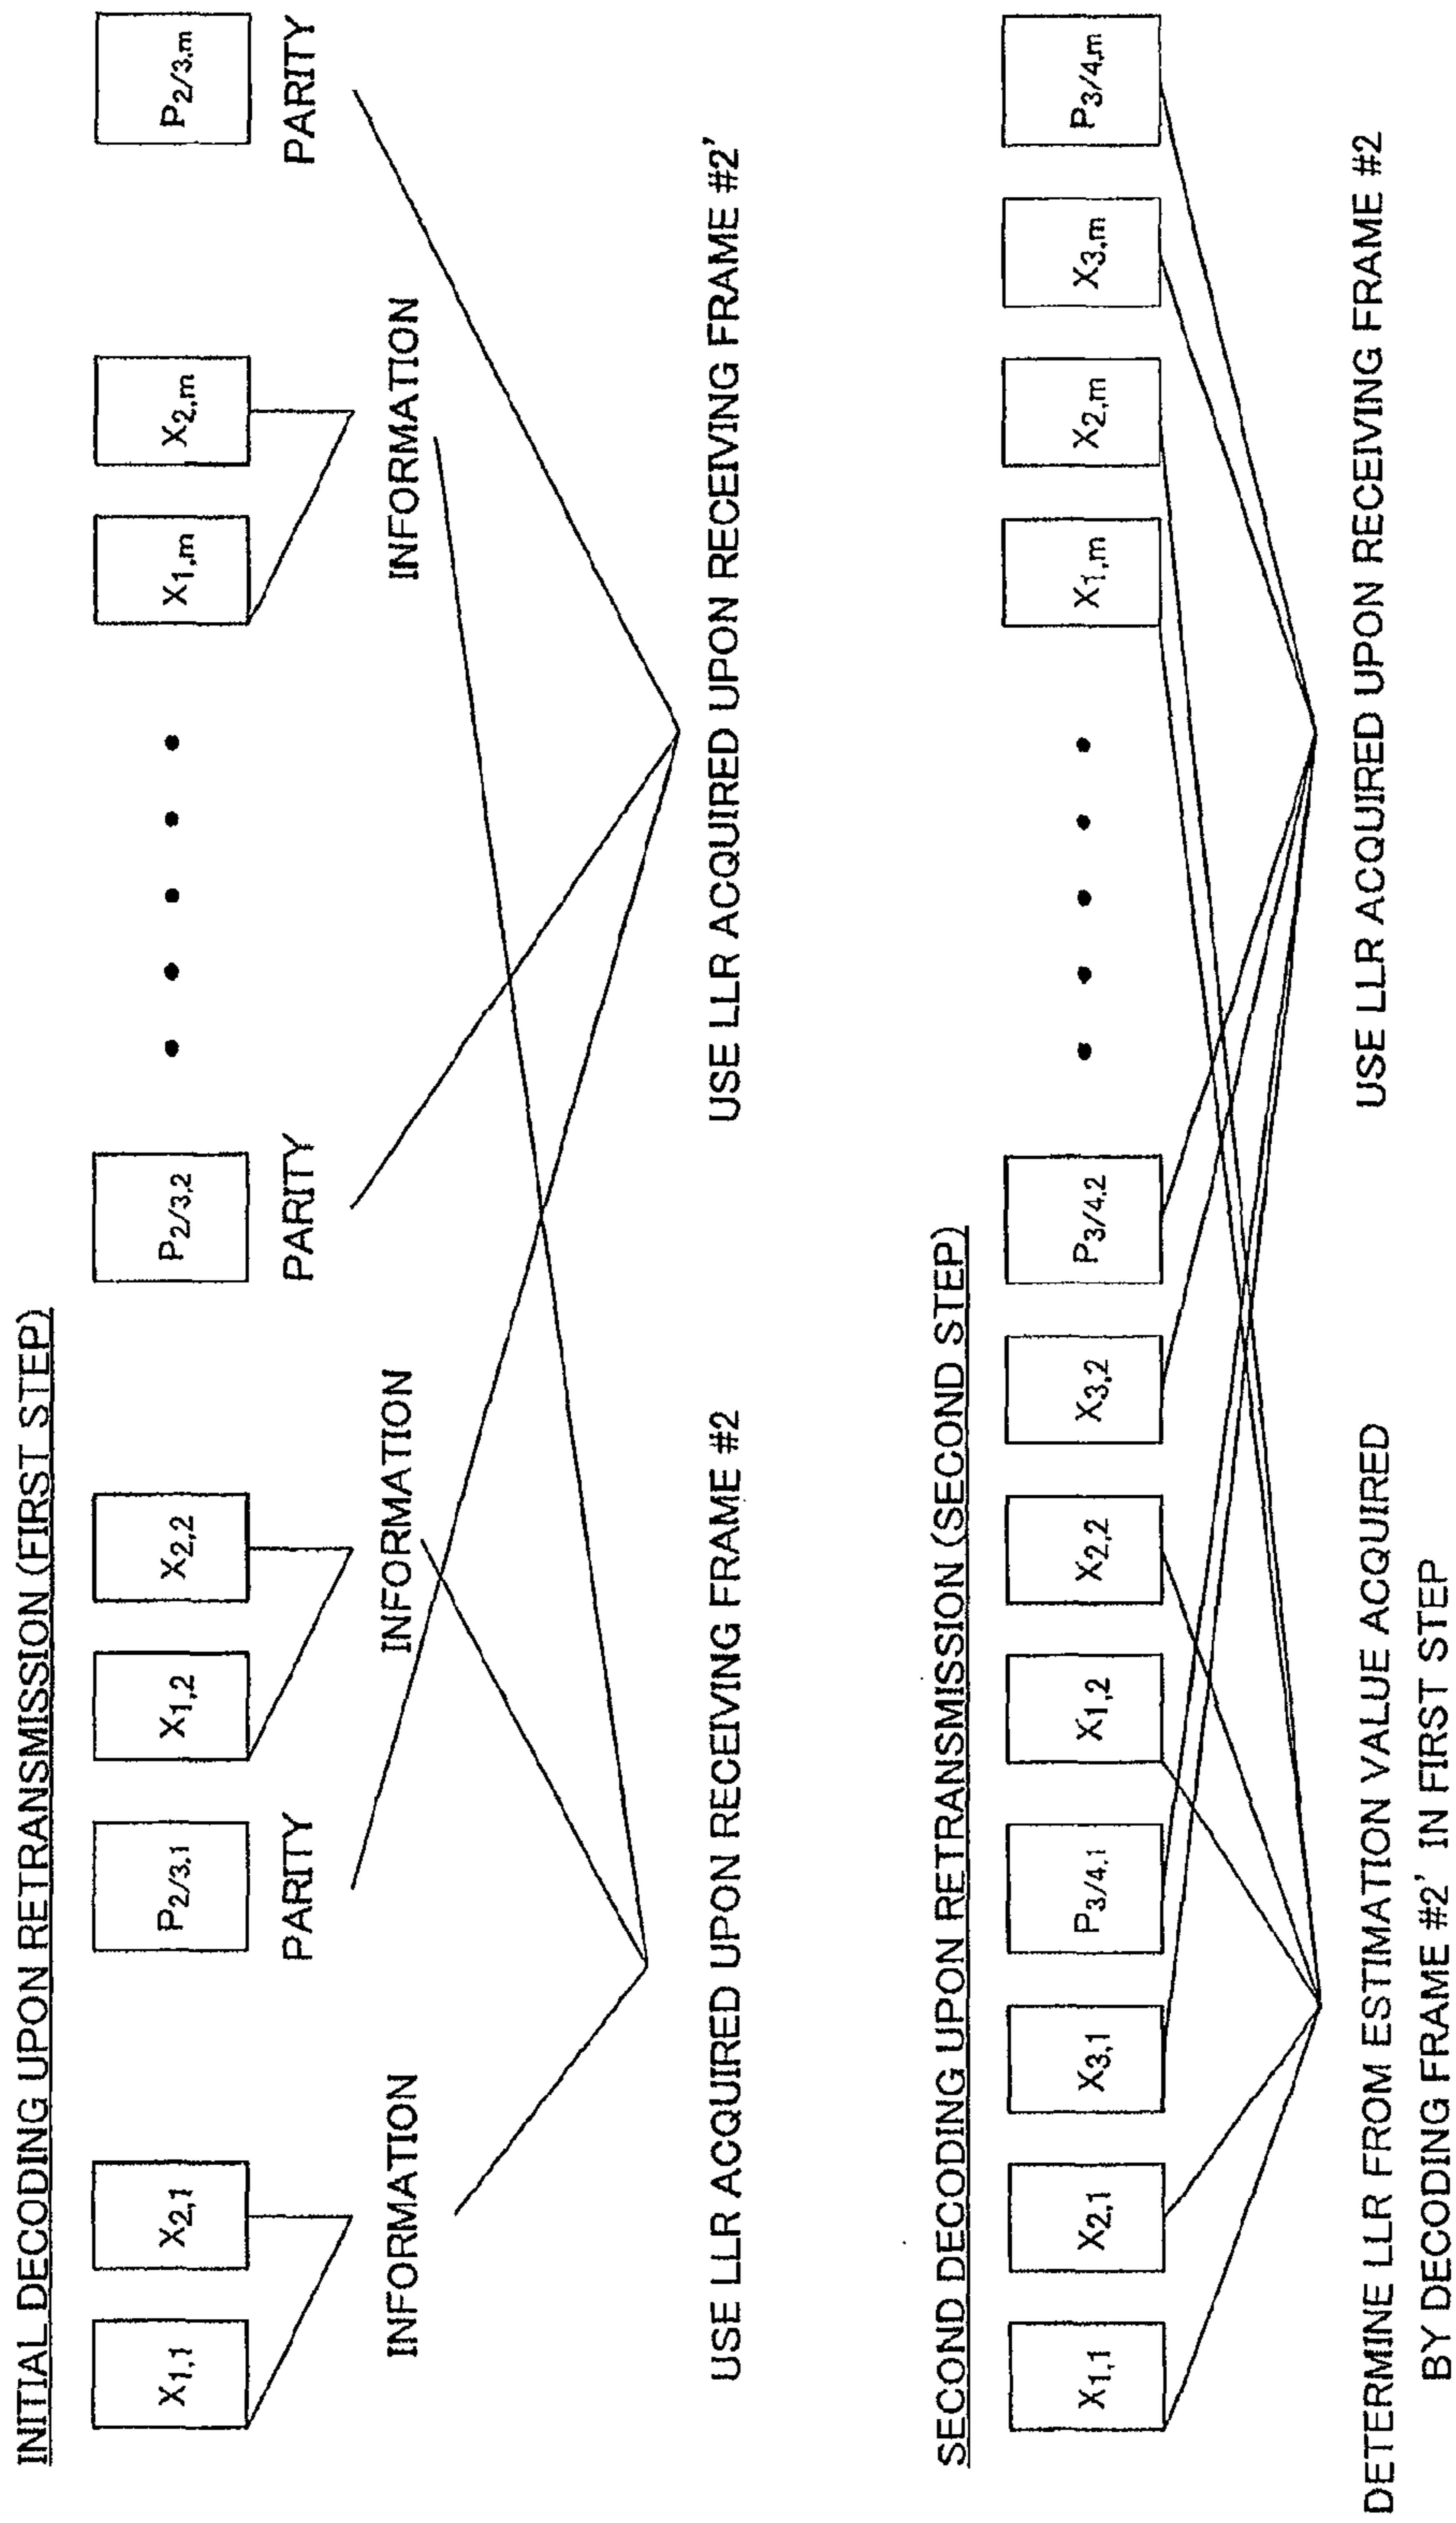 INITIAL DECODING UPON RETRANSMISSION (FIRST STEP)
X1,1 X2,1 P2/3,1 X1,2 X2,2 P2/3,2 • • • • • X1,m X2,m P2/3,m
PARITY PARITY PARITY
INFORMATION INFORMATION INFORMATION
USE LLR ACQUIRED UPON RECEIVING FRAME #2 USE LLR ACQUIRED UPON RECEIVING FRAME #2'
SECOND DECODING UPON RETRANSMISSION (SECOND STEP)
X1,1 X2,1 X3,1 P3/4,1 X1,2 X2,2 X3,2 P3/4,2 • • • • • X1,m X2,m X3,m P3/4,m
DETERMINE LLR FROM ESTIMATION VALUE ACQUIRED USE LLR ACQUIRED UPON RECEIVING FRAME #2
BY DECODING FRAME #2' IN FIRST STEP